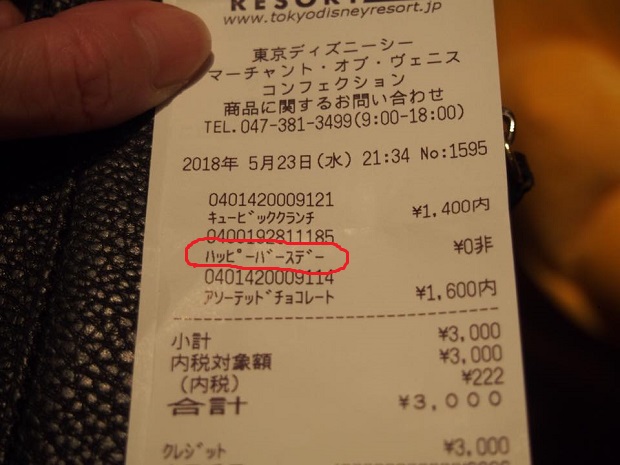 RESORT
www.tokyodisneyresort.jp
東京ディズニーシー
マーチャント・オブ・ヴェニス
コンフェクション
商品に関するお問い合わせ
TEL.047-381-3499(9:00-18:00)
2018年 5月23日(水) 21:34 No:1595
0401420009121
ｷｭービｯｸｸﾗﾝﾁ ¥1,400内
0400192811185
ﾊｯﾋﾟｰﾊﾞｰｽﾃﾞｰ ¥0非
0401420009114
ｱｿｰﾃｯﾄﾞﾁｮｺﾚｰﾄ ¥1,600内
小計 ¥3,000
内税対象額 ¥3,000
(内税) ¥222
合計 ¥3,000
ｸﾚｼﾞｯﾄ ¥3,000